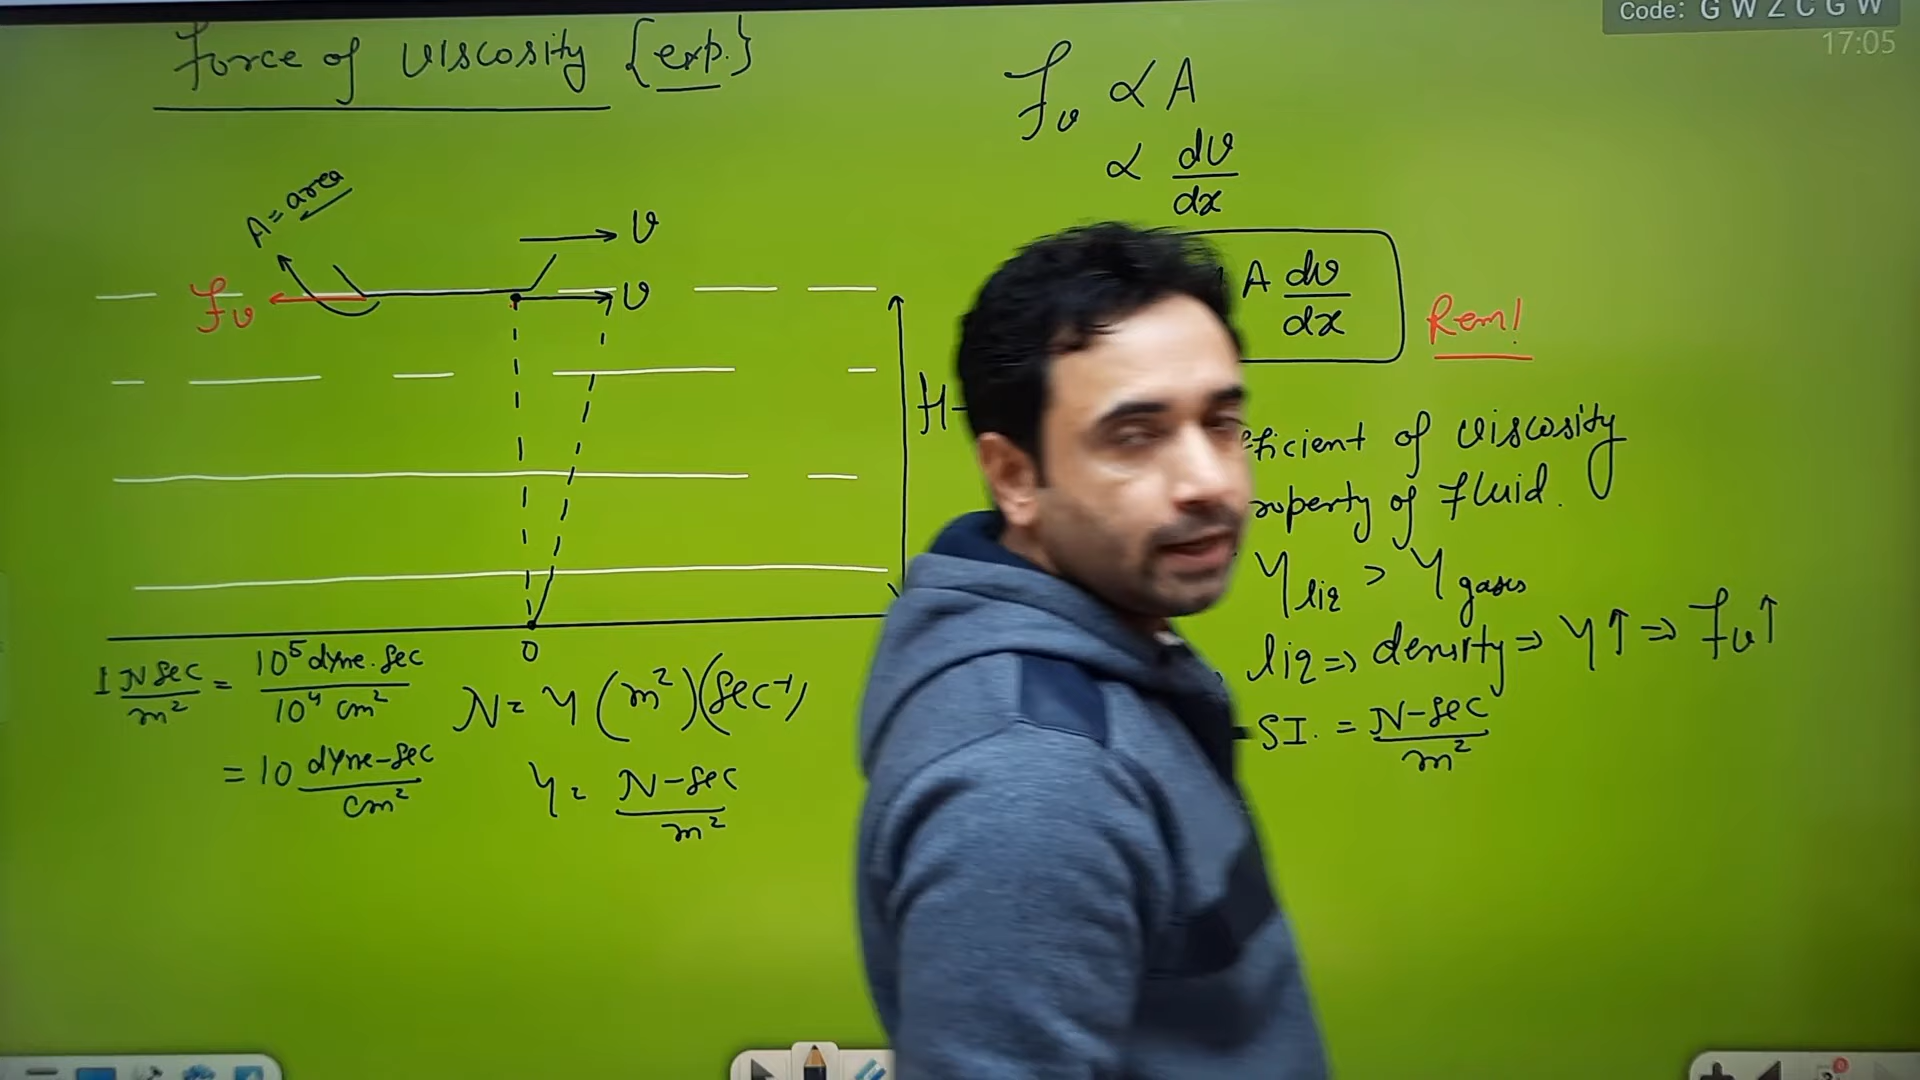 Code: G W Z C G W
17:05
Force of viscosity {exp.}
A = area
v
Fv
v
H
0
1 N sec/m² = 10⁵ dyne.sec/10⁴ cm²
= 10 dyne-sec/cm²
N = η (m²)(sec⁻¹)
η = N-sec/m²
Fv ∝ A
∝ dv/dx
A dv/dx
Rem!
of viscosity
of fluid.
ηliq > ηgases
liq ⇒ density ⇒ η↑ ⇒ Fv↑
SI. = N-sec/m²